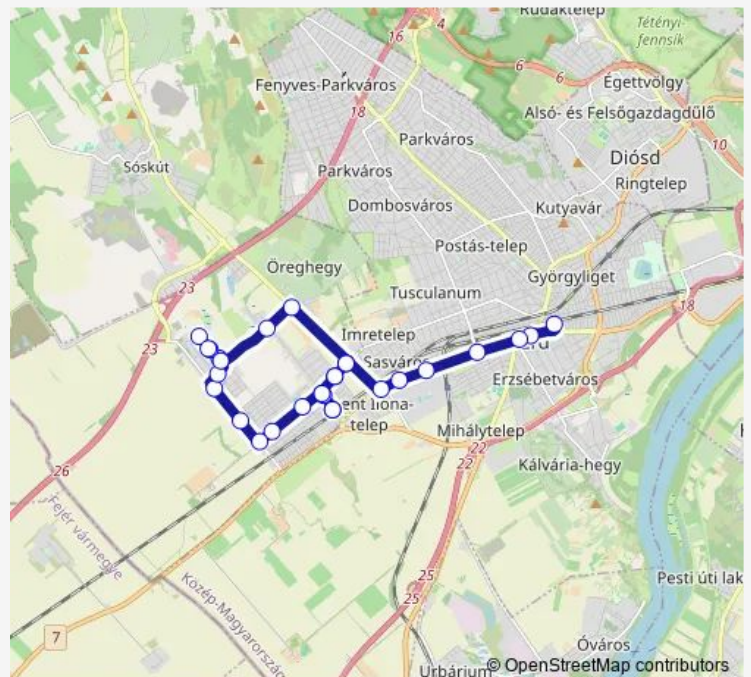 Rudaktelep
Tétényi-
fennsík
16
4
6
6
Fenyves-Parkváros
Égettvölgy
18
Alsó- és Felsőgazdagdűlő
Parkváros
10
Diósd
Sóskút
Parkváros
Ringtelep
Dombosváros
Kutyavár
Postás-telep
Öreghegy
Györgyliget
23
Tusculanum
18
Imretelep
23
Sasváros
Erzsébetváros
telep
Mihálytelep
22
22
Kálvária-hegy
26
Fejér vármegye
Közép-Magyarország
25
25
Pesti úti lak
7
Óváros
Urbárium
© OpenStreetMap contributors